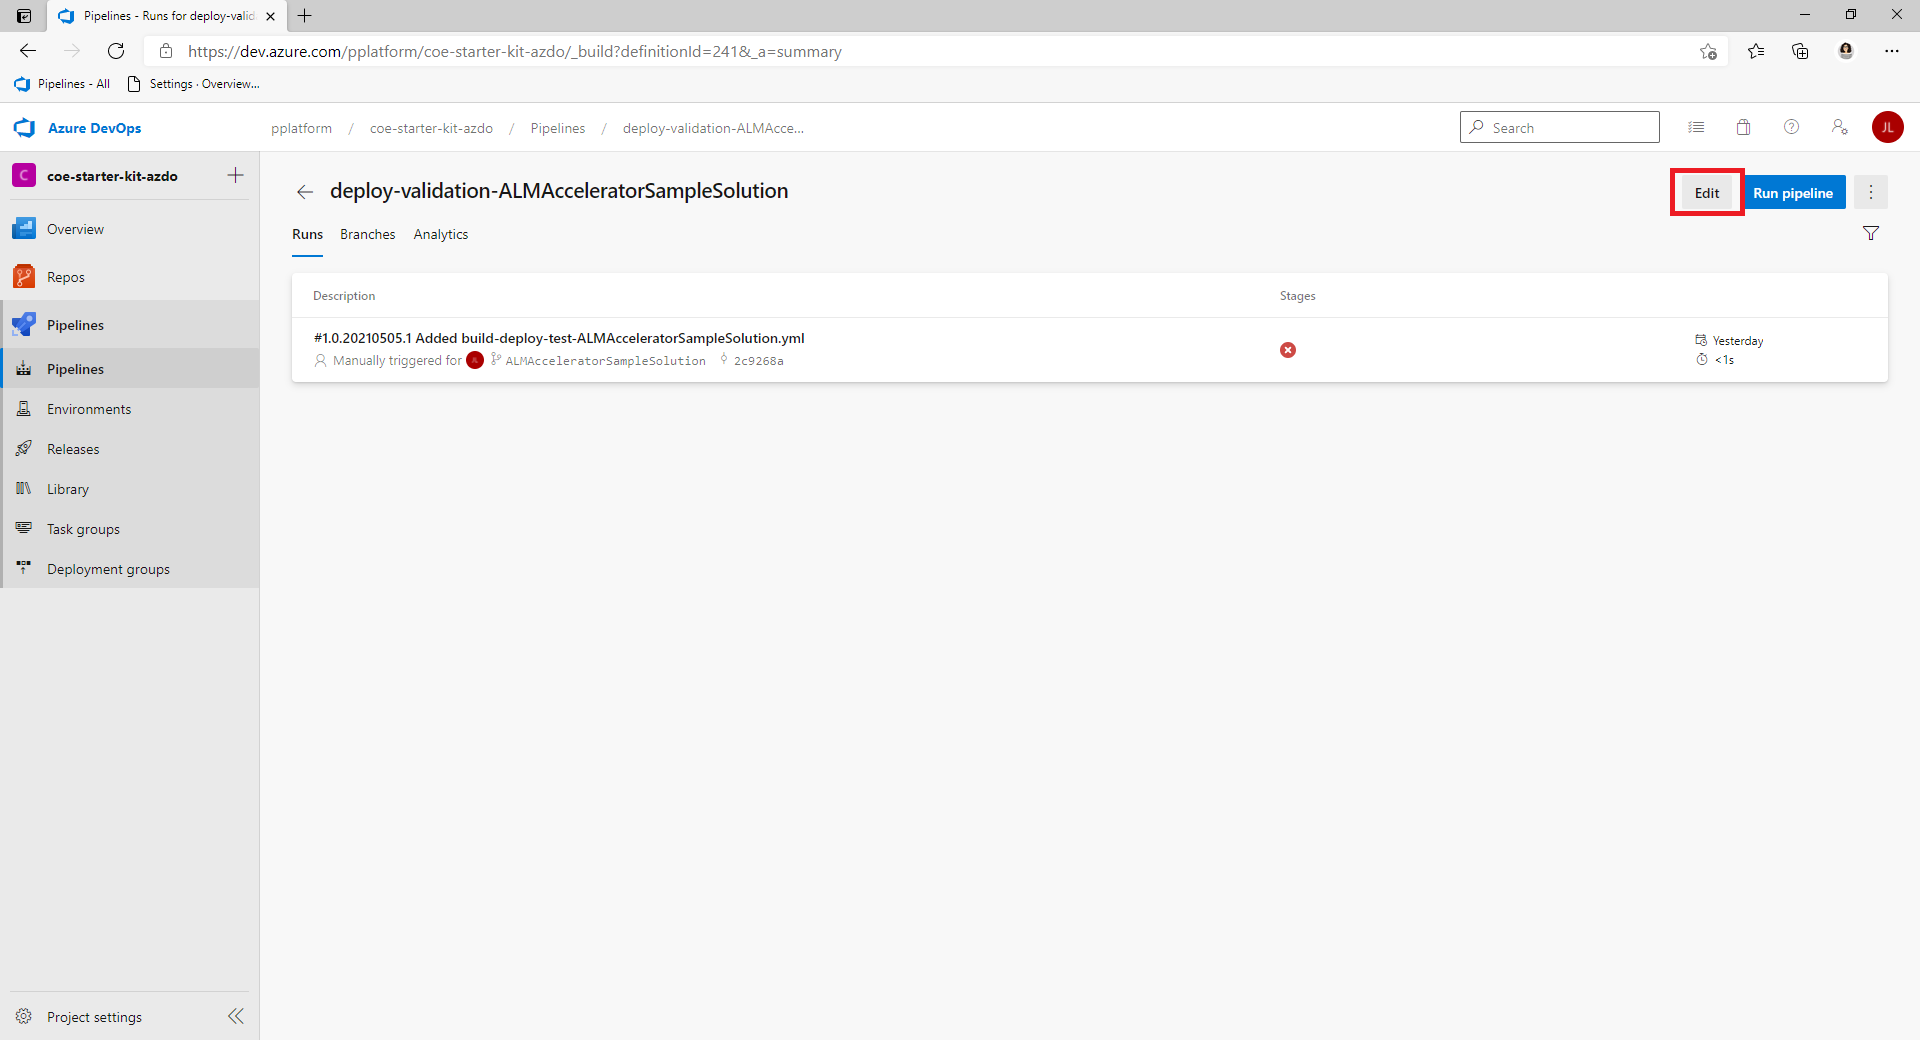 Pipelines - Runs for deploy-valid
https://dev.azure.com/pplatform/coe-starter-kit-azdo/_build?definitionId=241&_a=summary
Pipelines - All
Settings · Overview...
Azure DevOps
pplatform / coe-starter-kit-azdo / Pipelines / deploy-validation-ALMAcce...
Search
JL
C
coe-starter-kit-azdo
deploy-validation-ALMAcceleratorSampleSolution
Edit
Run pipeline
Overview
Repos
Pipelines
Pipelines
Environments
Releases
Library
Task groups
Deployment groups
Runs
Branches
Analytics
Description
Stages
#1.0.20210505.1 Added build-deploy-test-ALMAcceleratorSampleSolution.yml
Manually triggered for ALMAcceleratorSampleSolution 2c9268a
Yesterday
<1s
Project settings